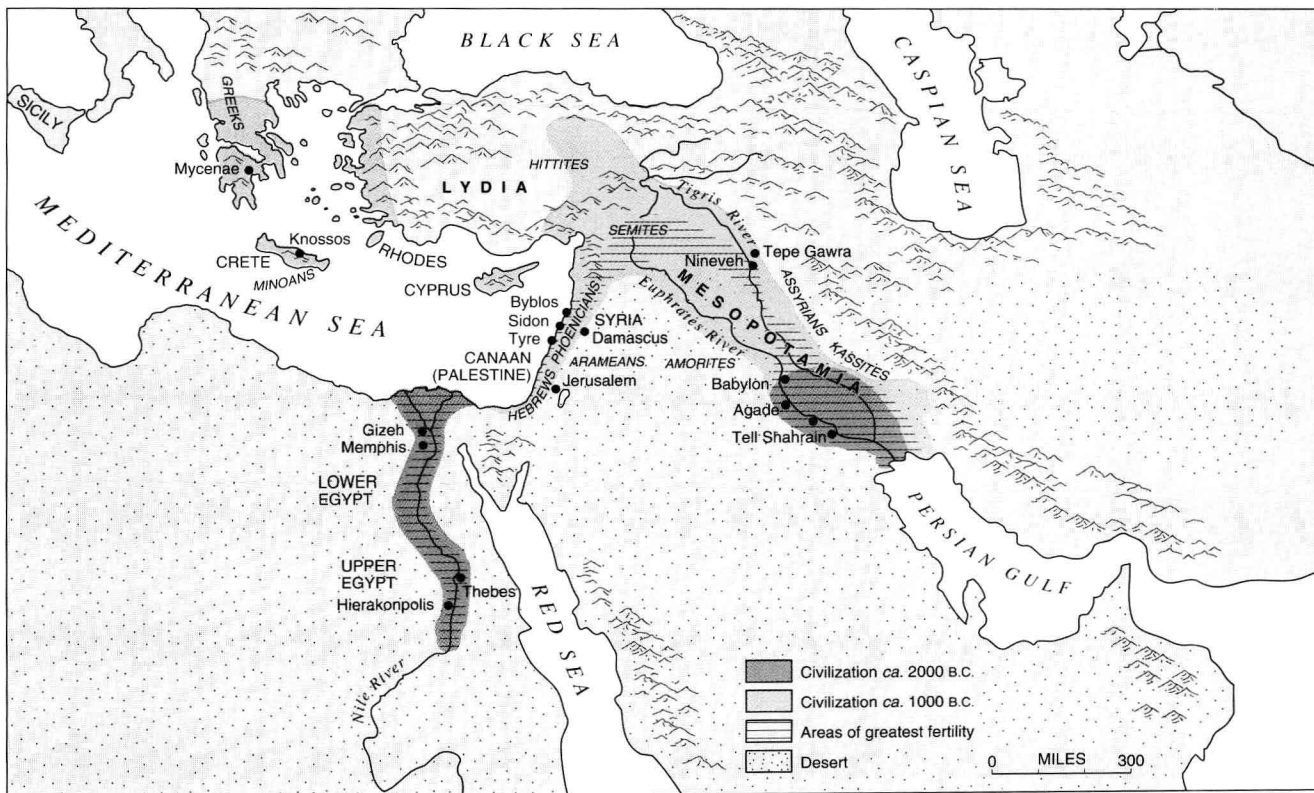 BLACK SEA
CASPIAN SEA
SICILY
GREEKS
Mycenae
HITTITES
LYDIA
Tigris River
SEMITES
Tepe Gawra
Nineveh
MEDITERRANEAN SEA
Knossos
CRETE
MINOANS
RHODES
CYPRUS
MESOPOTAMIA
ASSYRIANS
KASSITES
Euphrates River
Byblos
Sidon
Tyre
PHOENICIANS
SYRIA
Damascus
CANAAN
(PALESTINE)
ARAMEANS
AMORITES
HEBREWS
Jerusalem
Babylon
Agade
Tell Shahrain
Gizeh
Memphis
LOWER
EGYPT
UPPER
EGYPT
Thebes
Hierakonpolis
Nile River
RED SEA
PERSIAN GULF
Civilization ca. 2000 B.C.
Civilization ca. 1000 B.C.
Areas of greatest fertility
Desert
0 MILES 300